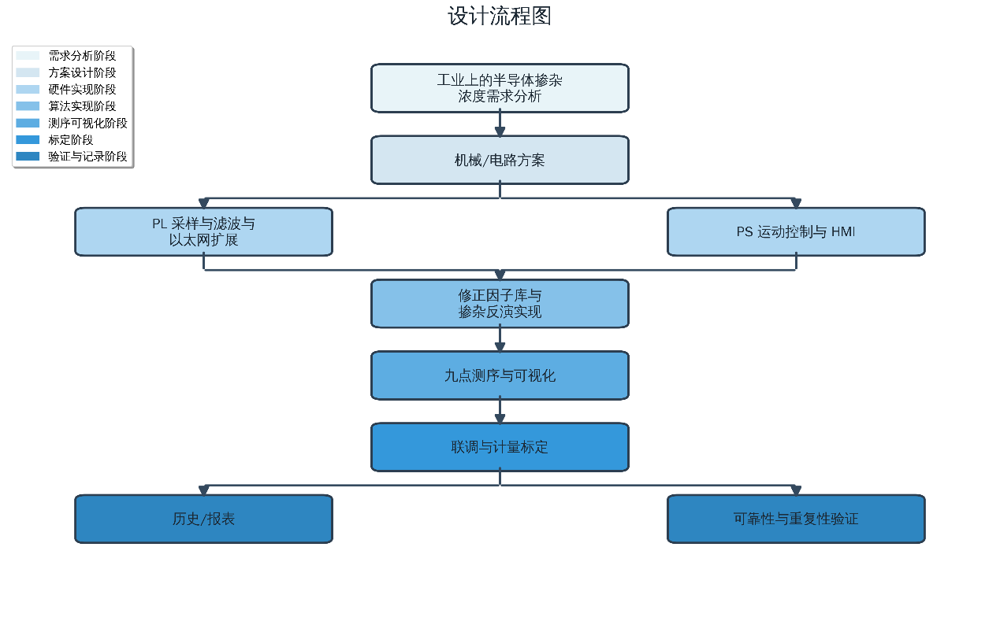 设计流程图
需求分析阶段
方案设计阶段
硬件实现阶段
算法实现阶段
测序可视化阶段
标定阶段
验证与记录阶段
工业上的半导体掺杂
浓度需求分析
机械/电路方案
PL 采样与滤波与
以太网扩展
PS 运动控制与 HMI
修正因子库与
掺杂反演实现
九点测序与可视化
联调与计量标定
历史/报表
可靠性与重复性验证